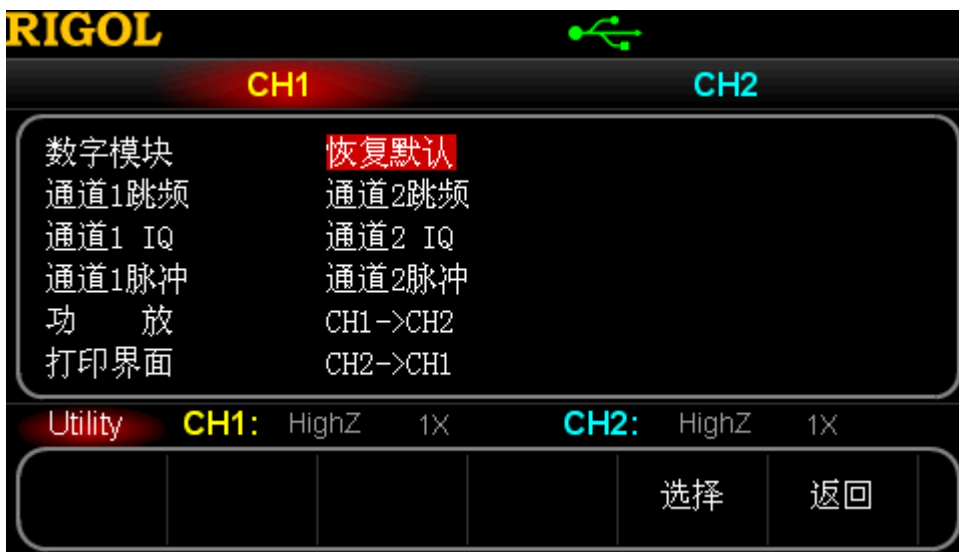 RIGOL
CH1 CH2
数字模块 恢复默认
通道1跳频 通道2跳频
通道1 IQ 通道2 IQ
通道1脉冲 通道2脉冲
功 放 CH1->CH2
打印界面 CH2->CH1
Utility CH1: HighZ 1X CH2: HighZ 1X
选择 返回